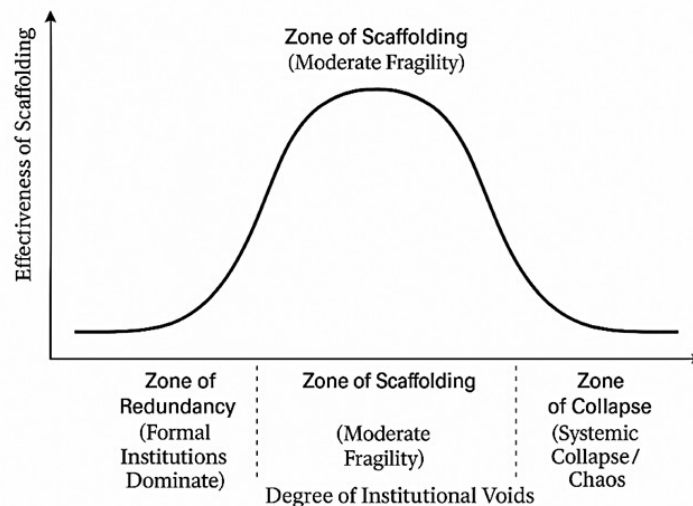 Zone of Scaffolding
(Moderate Fragility)
Effectiveness of Scaffolding
Zone of
Redundancy
(Formal
Institutions
Dominate)
Zone of Scaffolding
(Moderate
Fragility)
Zone
of Collapse
(Systemic
Collapse/
Chaos
Degree of Institutional Voids